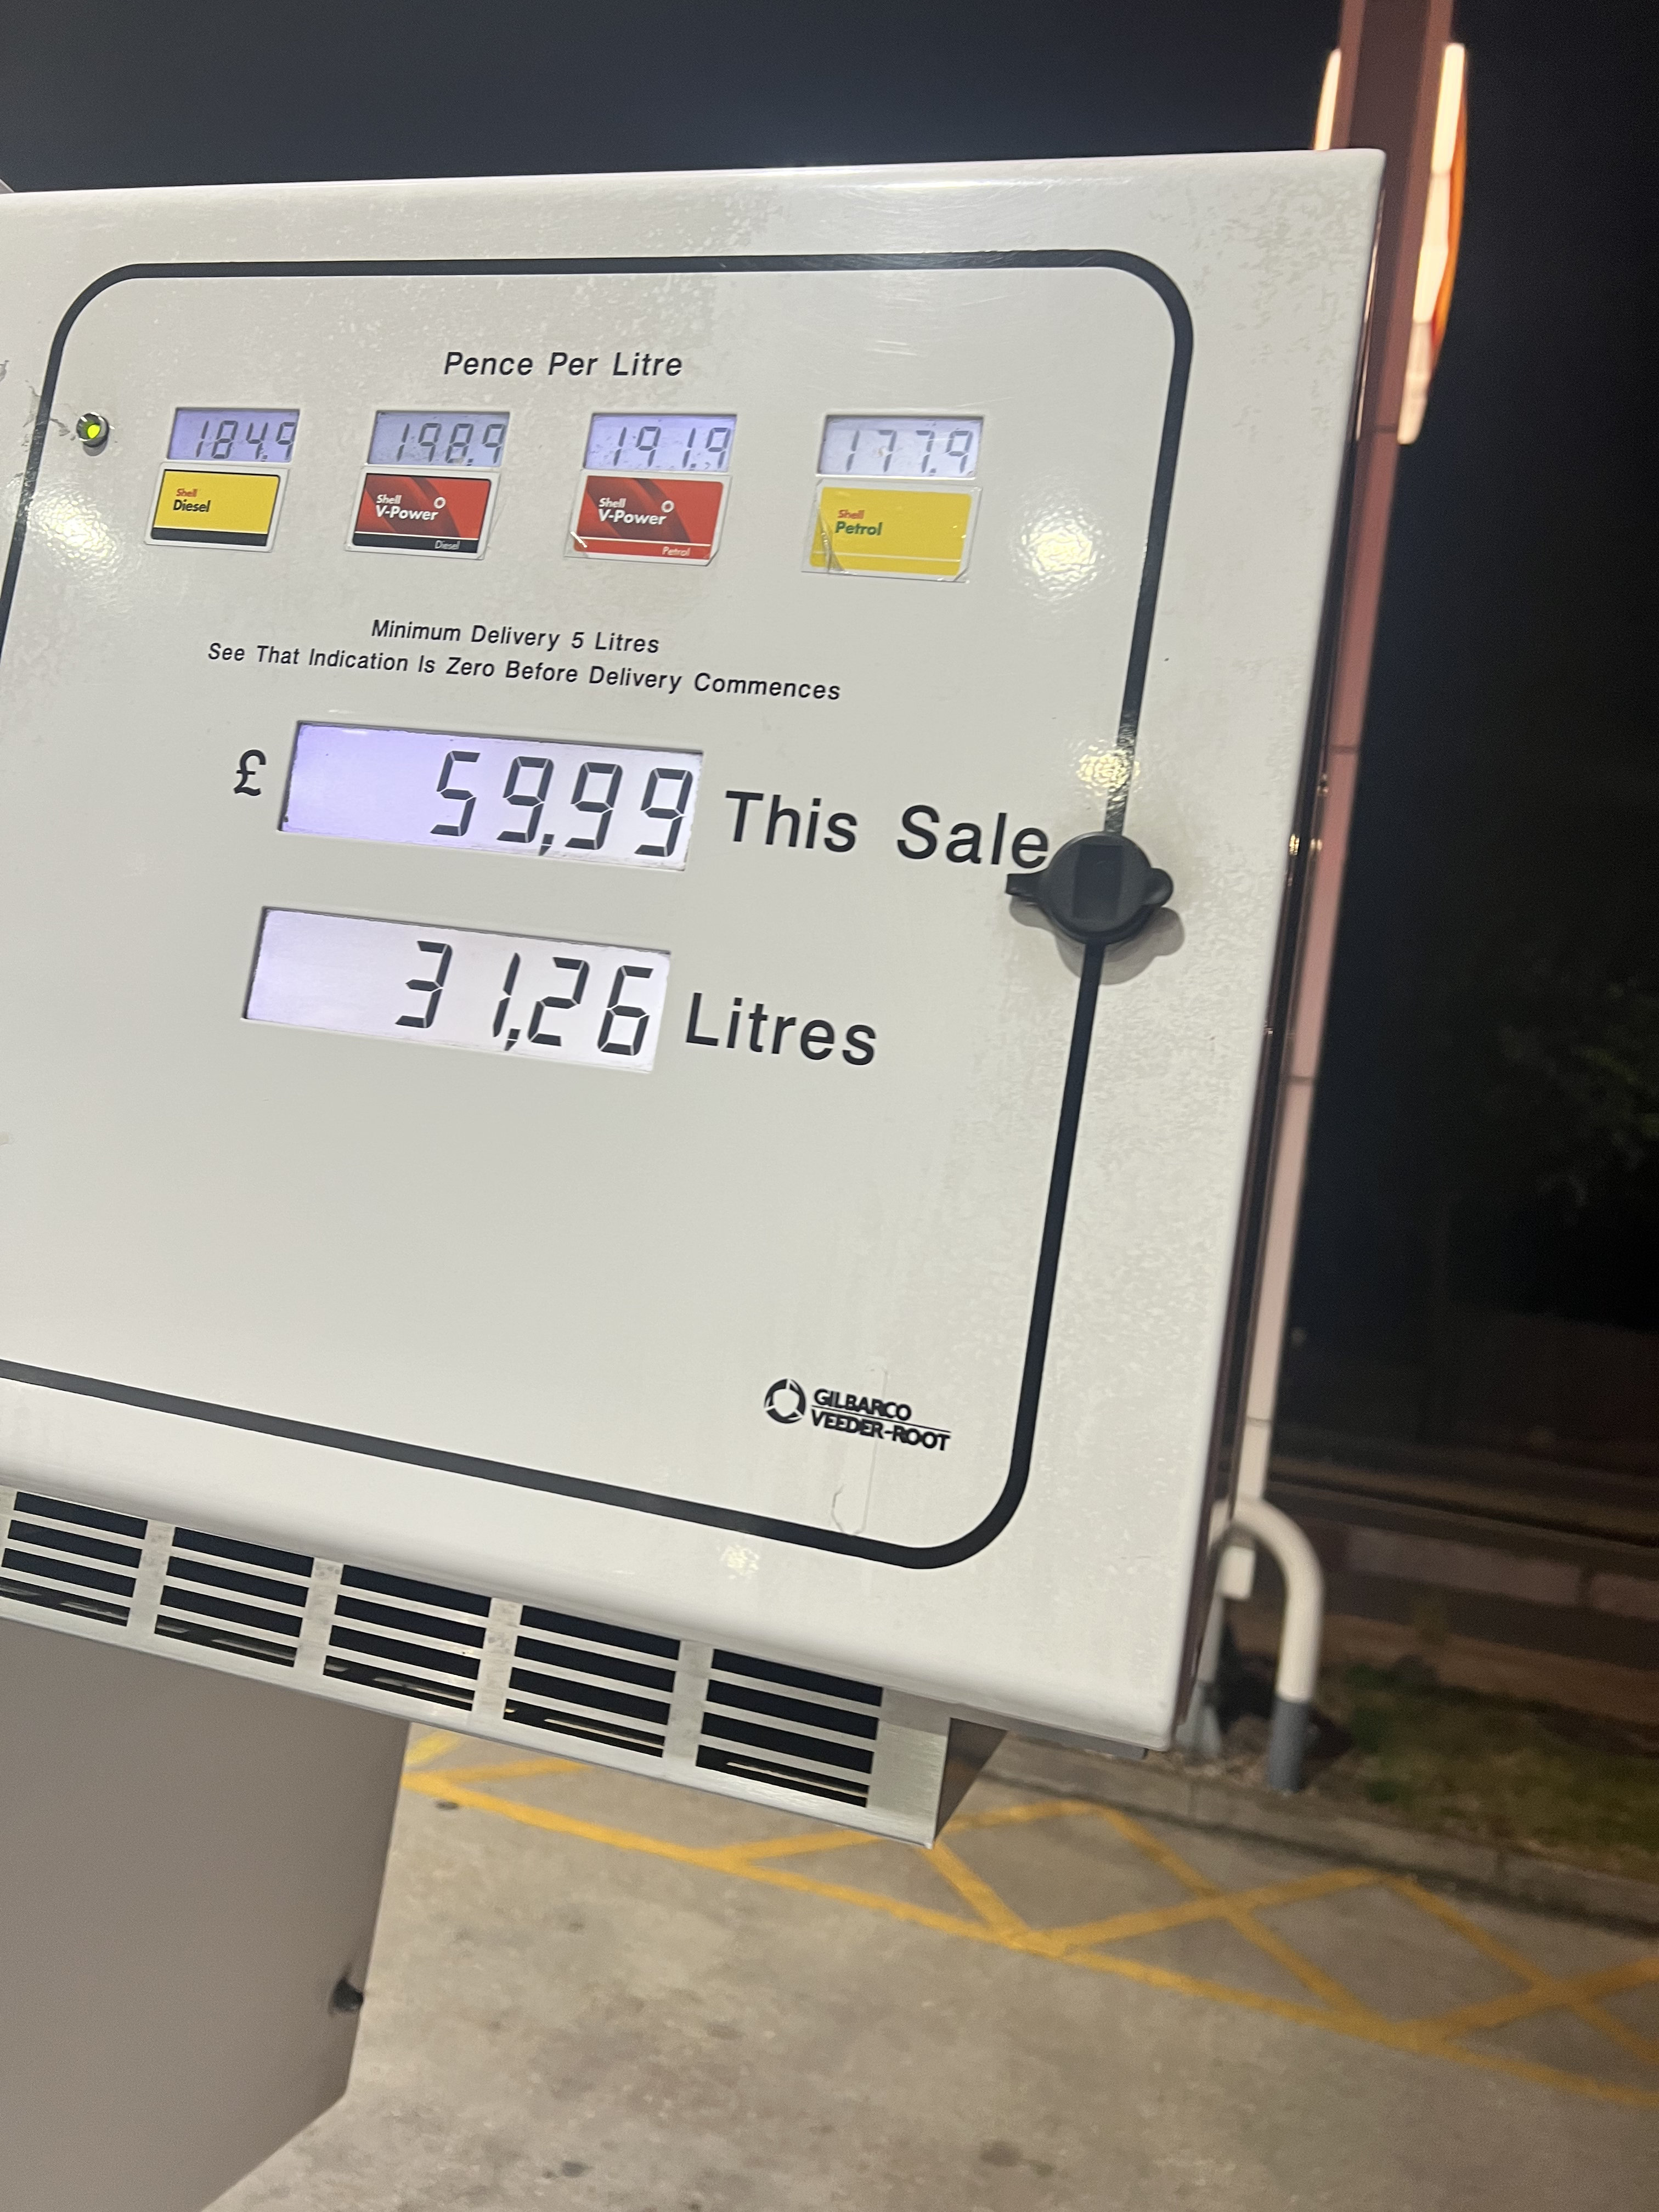 Pence Per Litre
184.9 198.9 191.9 177.9
Shell Diesel
Shell V-Power Diesel
Shell V-Power Petrol
Shell Petrol
Minimum Delivery 5 Litres
See That Indication Is Zero Before Delivery Commences
£ 59,99 This Sale
31,26 Litres
GILBARCO
VEEDER-ROOT